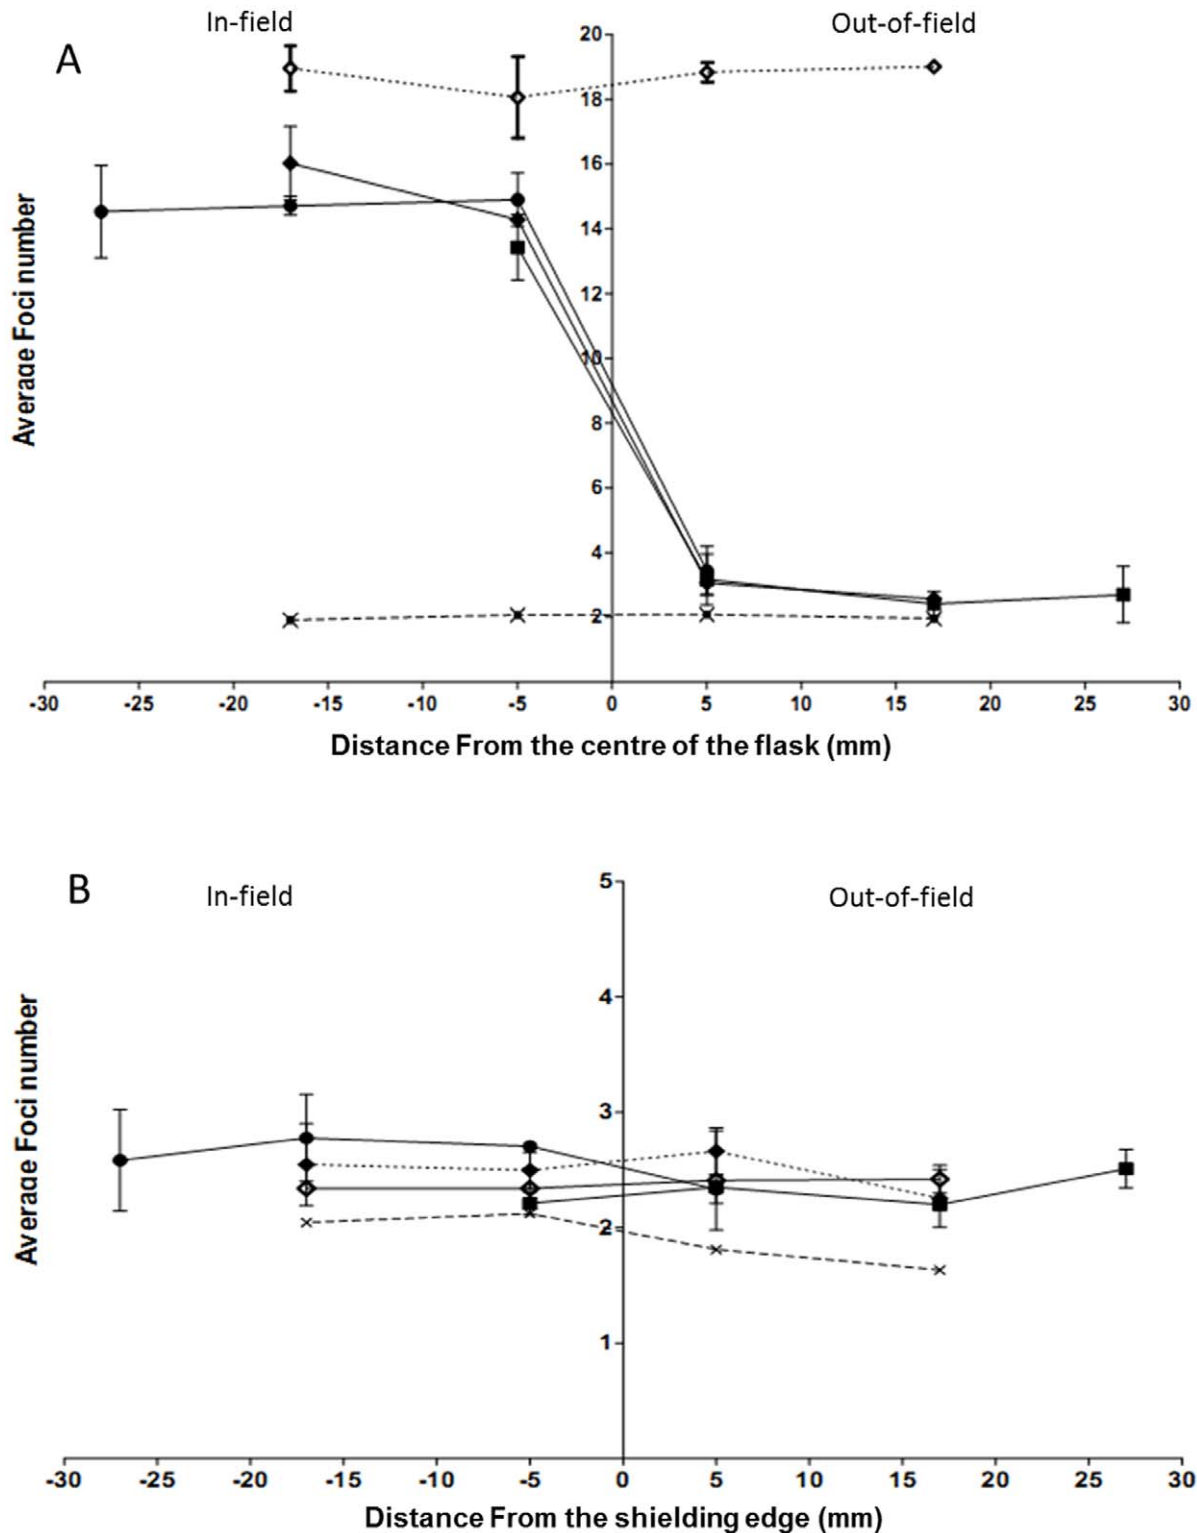 In-field
Out-of-field
A
20
18
16
14
12
10
8
6
4
2
Average Foci number
-30 -25 -20 -15 -10 -5 0 5 10 15 20 25 30
Distance From the centre of the flask (mm)
B
In-field
Out-of-field
5
4
3
2
1
Average Foci number
-30 -25 -20 -15 -10 -5 0 5 10 15 20 25 30
Distance From the shielding edge (mm)